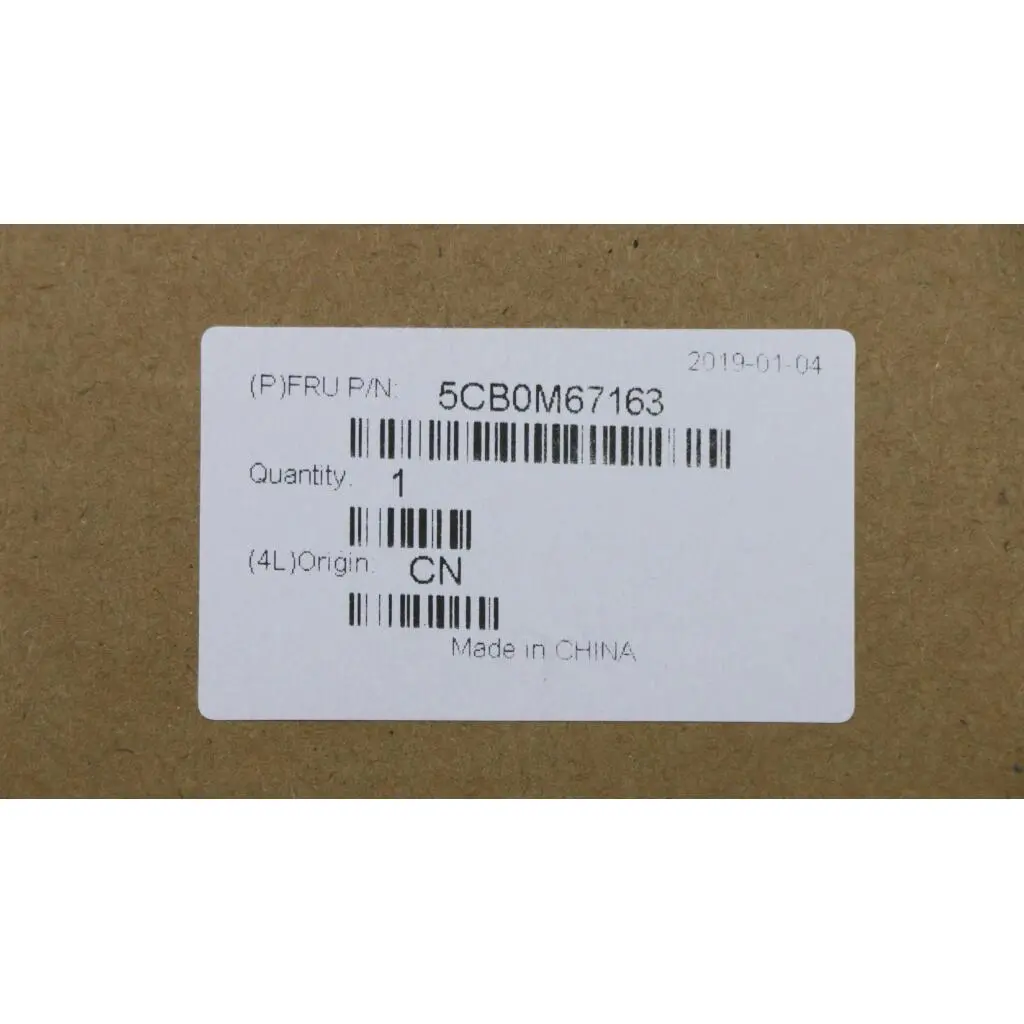 2019-01-04
(P)FRU P/N: 5CB0M67163
Quantity: 1
(4L)Origin: CN
Made in CHINA